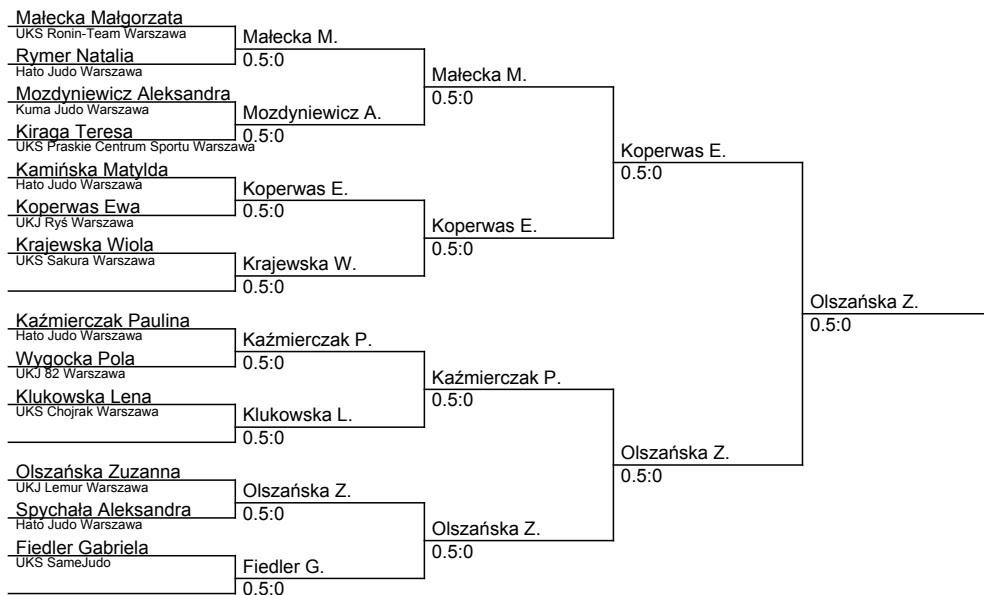 Małecka Małgorzata
UKS Ronin-Team Warszawa
Małecka M.
0.5:0
Rymer Natalia
Hato Judo Warszawa
Małecka M.
0.5:0
Mozdyniewicz Aleksandra
Kuma Judo Warszawa
Mozdyniewicz A.
0.5:0
Kiraga Teresa
UKS Praskie Centrum Sportu Warszawa
Koperwas E.
0.5:0
Kamińska Matylda
Hato Judo Warszawa
Koperwas E.
0.5:0
Koperwas Ewa
UKJ Ryś Warszawa
Koperwas E.
0.5:0
Krajewska Wiola
UKS Sakura Warszawa
Krajewska W.
0.5:0
Olszańska Z.
0.5:0
Kaźmierczak Paulina
Hato Judo Warszawa
Kaźmierczak P.
0.5:0
Wygocka Pola
UKJ 82 Warszawa
Kaźmierczak P.
0.5:0
Klukowska Lena
UKS Chojrak Warszawa
Klukowska L.
0.5:0
Olszańska Z.
0.5:0
Olszańska Zuzanna
UKJ Lemur Warszawa
Olszańska Z.
0.5:0
Spychała Aleksandra
Hato Judo Warszawa
Olszańska Z.
0.5:0
Fiedler Gabriela
UKS SameJudo
Fiedler G.
0.5:0